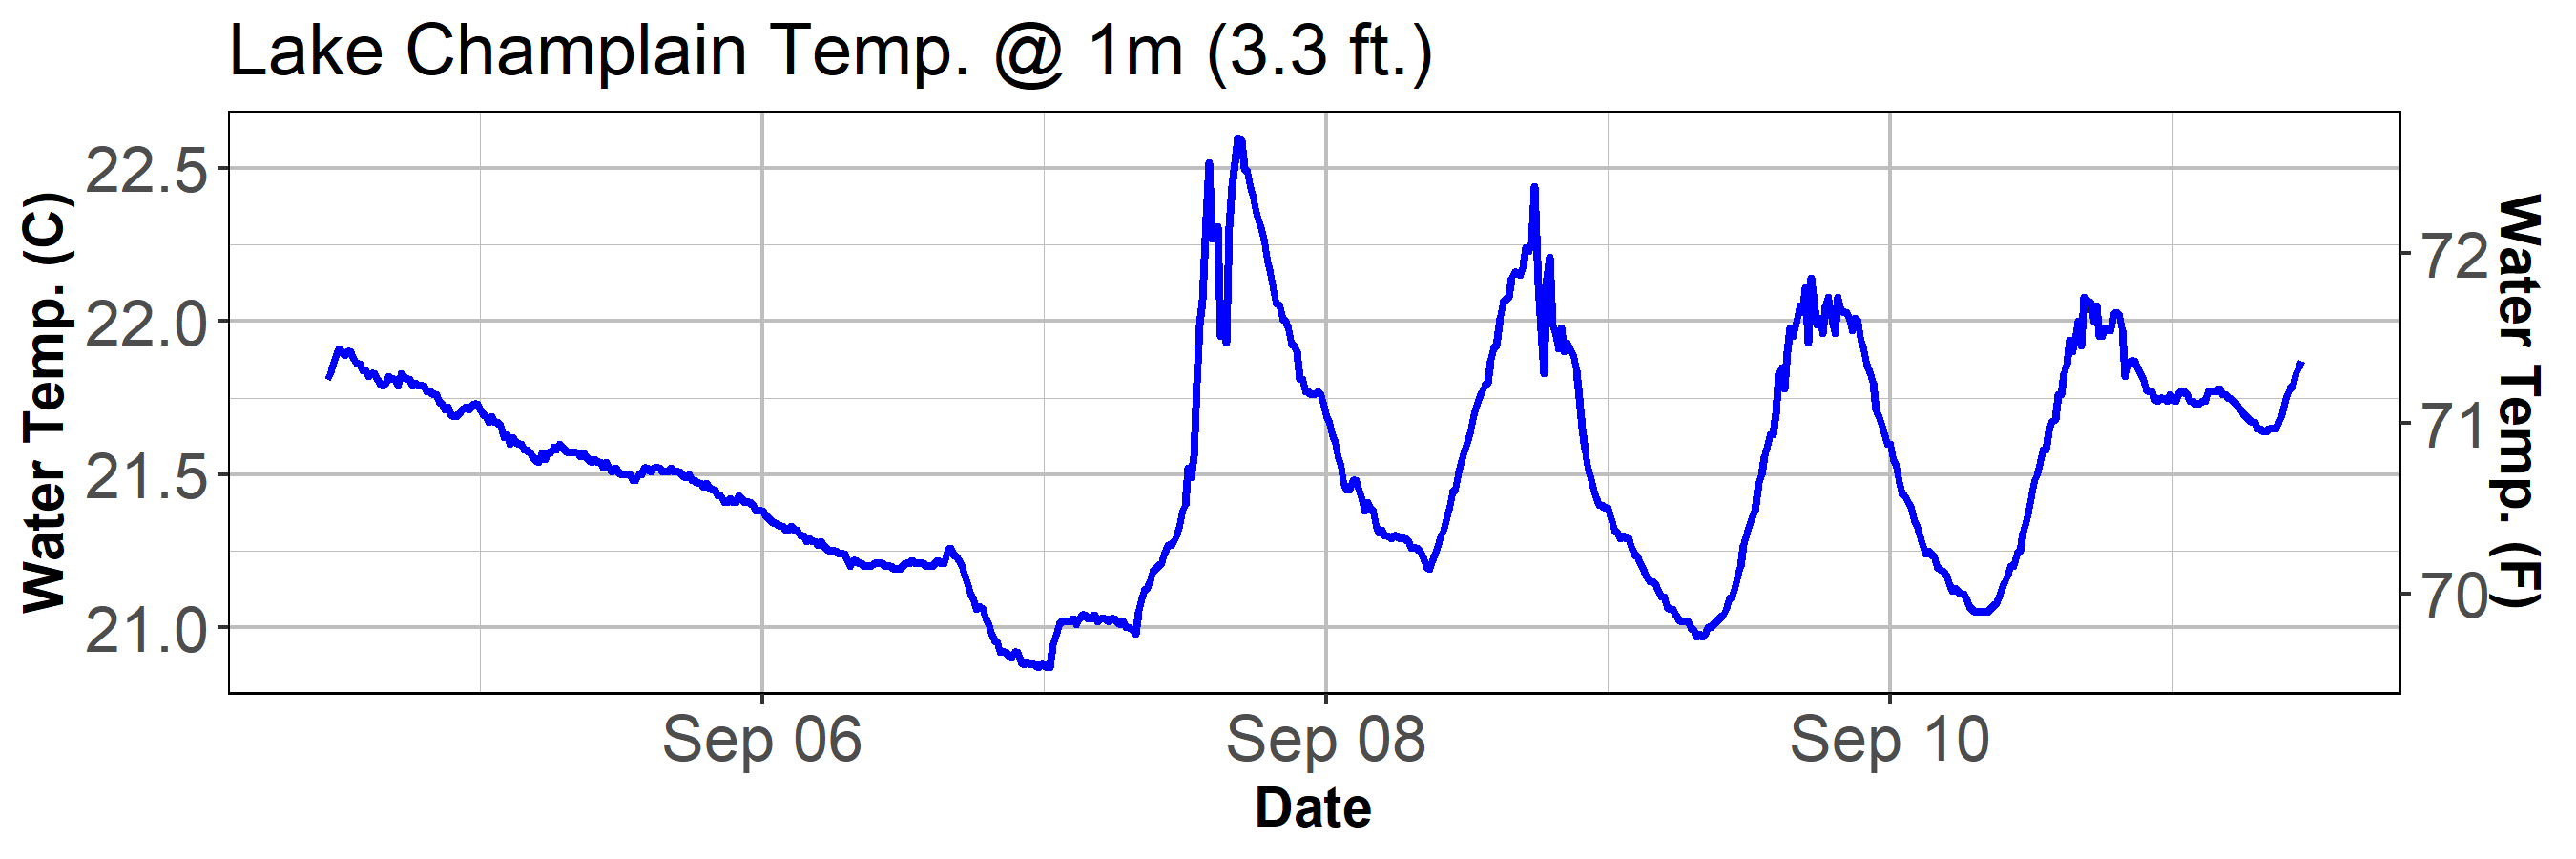 Lake Champlain Temp. @ 1m (3.3 ft.)
Water Temp. (C)
22.5
22.0
21.5
21.0
72
71
70
Water Temp. (F)
Sep 06
Sep 08
Sep 10
Date